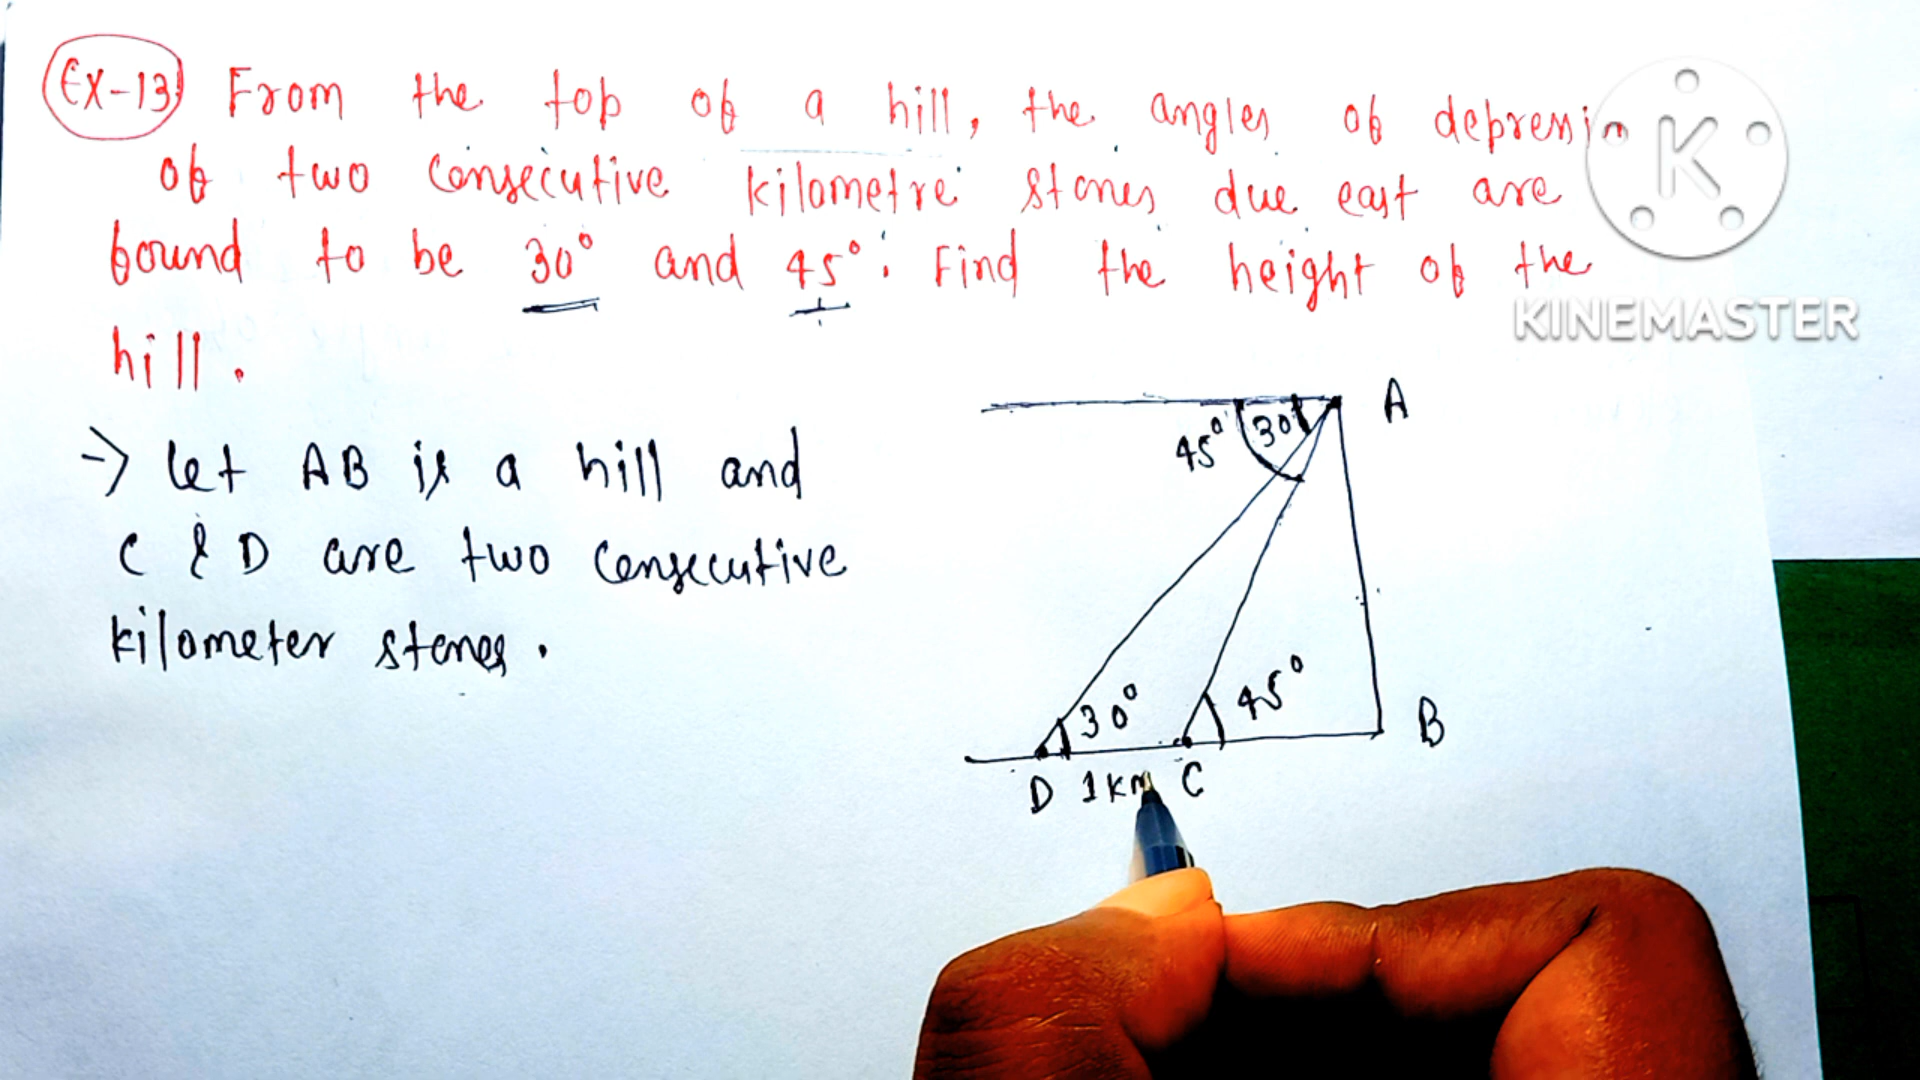 Ex-13 From the top of a hill, the angles of depression
of two consecutive kilometre stones due east are
found to be 30° and 45°. Find the height of the
hill.
K
KINEMASTER
→ Let AB is a hill and
C & D are two consecutive
kilometer stones.
A
45° 30
30° 45°
B
D 1km C